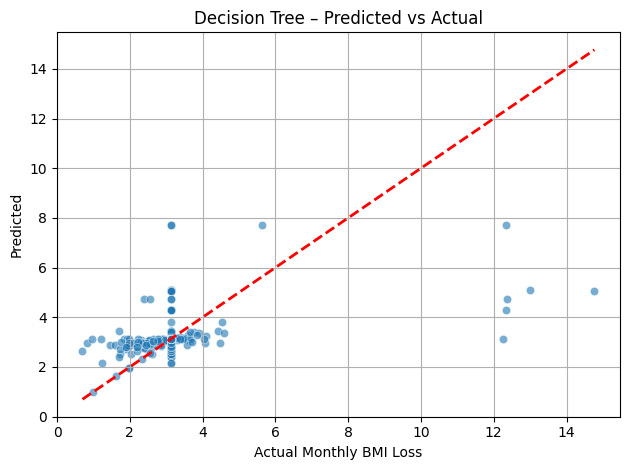 Decision Tree – Predicted vs Actual
14
12
10
8
6
4
2
0
Predicted
0 2 4 6 8 10 12 14
Actual Monthly BMI Loss